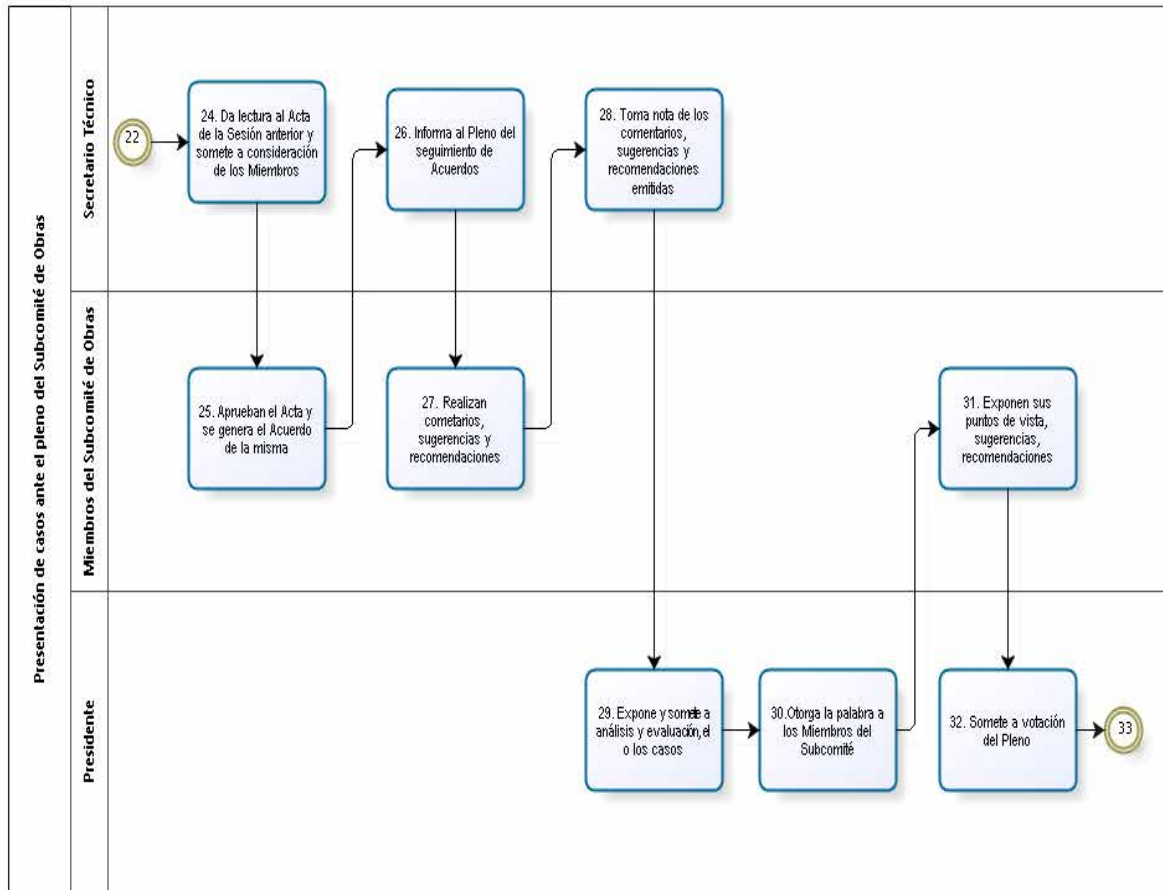 Presentación de casos ante el pleno del Subcomité de Obras
Secretario Técnico
22
24. Da lectura al Acta
de la Sesión anterior y
somete a consideración
de los Miembros
26. Informa al Pleno del
seguimiento de
Acuerdos
28. Toma nota de los
comentarios,
sugerencias y
recomendaciones
emitidas
Miembros del Subcomité de Obras
25. Aprueban el Acta y
se genera el Acuerdo
de la misma
27. Realizan
cometarios,
sugerencias y
recomendaciones
31. Exponen sus
puntos de vista,
sugerencias,
recomendaciones
Presidente
29. Expone y somete a
análisis y evaluación, el
o los casos
30.Otorga la palabra a
los Miembros del
Subcomité
32. Somete a votación
del Pleno
33